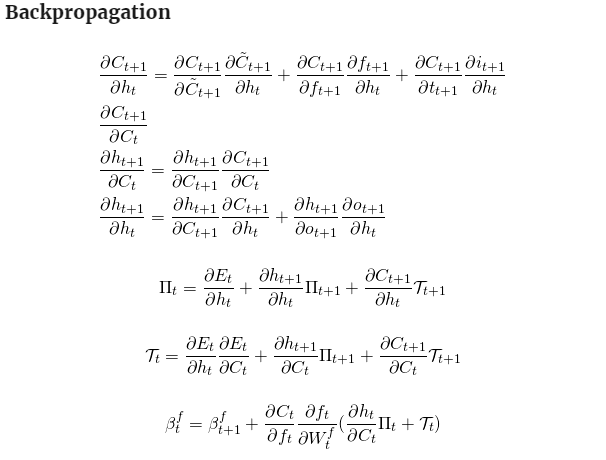 Backpropagation
∂C_{t+1}/∂h_t = ∂C_{t+1}/∂C̃_{t+1} ∂C̃_{t+1}/∂h_t + ∂C_{t+1}/∂f_{t+1} ∂f_{t+1}/∂h_t + ∂C_{t+1}/∂t_{t+1} ∂i_{t+1}/∂h_t
∂C_{t+1}/∂C_t
∂h_{t+1}/∂C_t = ∂h_{t+1}/∂C_{t+1} ∂C_{t+1}/∂C_t
∂h_{t+1}/∂h_t = ∂h_{t+1}/∂C_{t+1} ∂C_{t+1}/∂h_t + ∂h_{t+1}/∂o_{t+1} ∂o_{t+1}/∂h_t
Π_t = ∂E_t/∂h_t + ∂h_{t+1}/∂h_t Π_{t+1} + ∂C_{t+1}/∂h_t 𝒯_{t+1}
𝒯_t = ∂E_t/∂h_t ∂E_t/∂C_t + ∂h_{t+1}/∂C_t Π_{t+1} + ∂C_{t+1}/∂C_t 𝒯_{t+1}
β_t^f = β_{t+1}^f + ∂C_t/∂f_t ∂f_t/∂W_t^f (∂h_t/∂C_t Π_t + 𝒯_t)